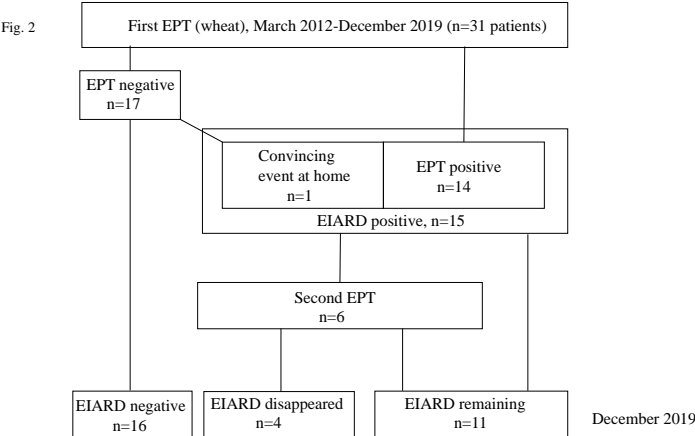 Fig. 2
First EPT (wheat), March 2012-December 2019 (n=31 patients)
EPT negative
n=17
Convincing
event at home
n=1
EPT positive
n=14
EIARD positive, n=15
Second EPT
n=6
EIARD negative
n=16
EIARD disappeared
n=4
EIARD remaining
n=11
December 2019